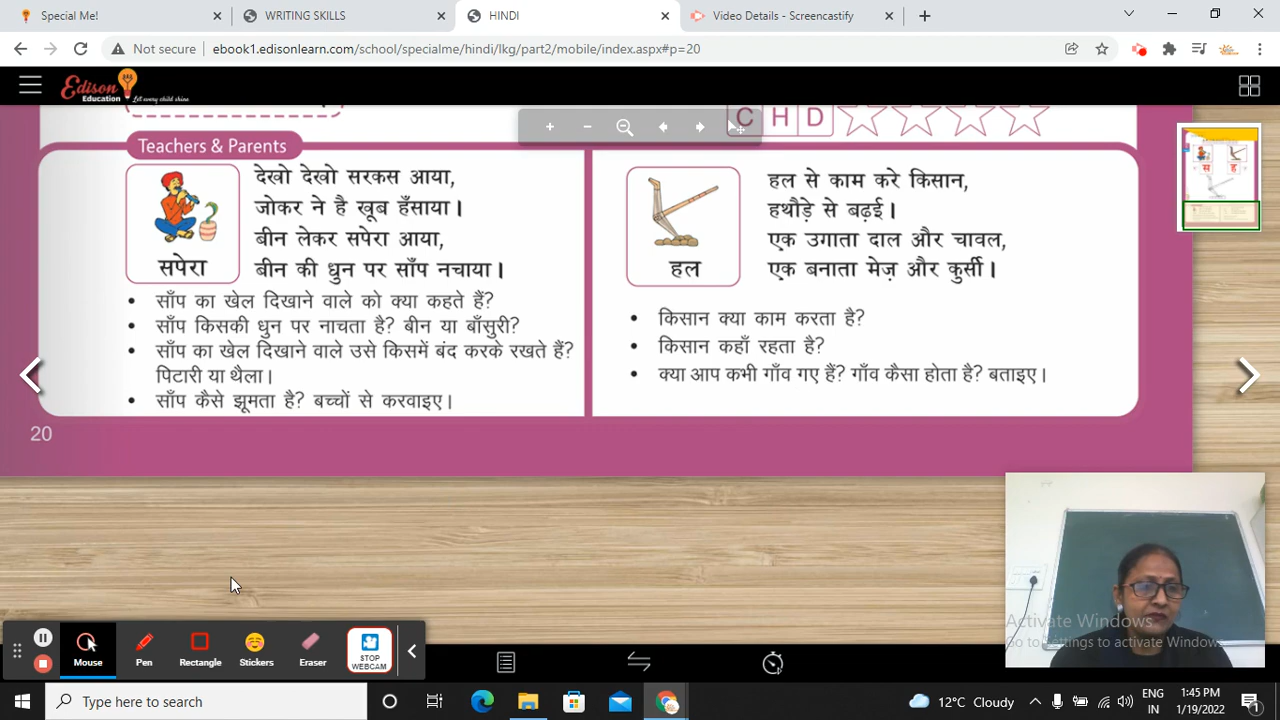 Special Me!
WRITING SKILLS
HINDI
Video Details - Screencastify
Not secure
ebook1.edisonlearn.com/school/specialme/hindi/lkg/part2/mobile/index.aspx#p=20
Edison
Education
Let every child shine
C H D
Teachers & Parents
देखो देखो सरकस आया,
जोकर ने है खूब हँसाया।
बीन लेकर सपेरा आया,
बीन की धुन पर साँप नचाया।
सपेरा
• साँप का खेल दिखाने वाले को क्या कहते हैं?
• साँप किसकी धुन पर नाचता है? बीन या बाँसुरी?
• साँप का खेल दिखाने वाले उसे किसमें बंद करके रखते हैं?
पिटारी या थैला।
• साँप कैसे झूमता है? बच्चों से करवाइए।
हल से काम करे किसान,
हथौड़े से बढ़ई।
एक उगाता दाल और चावल,
एक बनाता मेज़ और कुर्सी।
हल
• किसान क्या काम करता है?
• किसान कहाँ रहता है?
• क्या आप कभी गाँव गए हैं? गाँव कैसा होता है? बताइए।
20
स
ह
Activate Windows
Go to Settings to activate Windows.
Mouse
Pen
Rectangle
Stickers
Eraser
STOP
WEBCAM
Type here to search
12°C Cloudy
ENG
IN
1:45 PM
1/19/2022
1